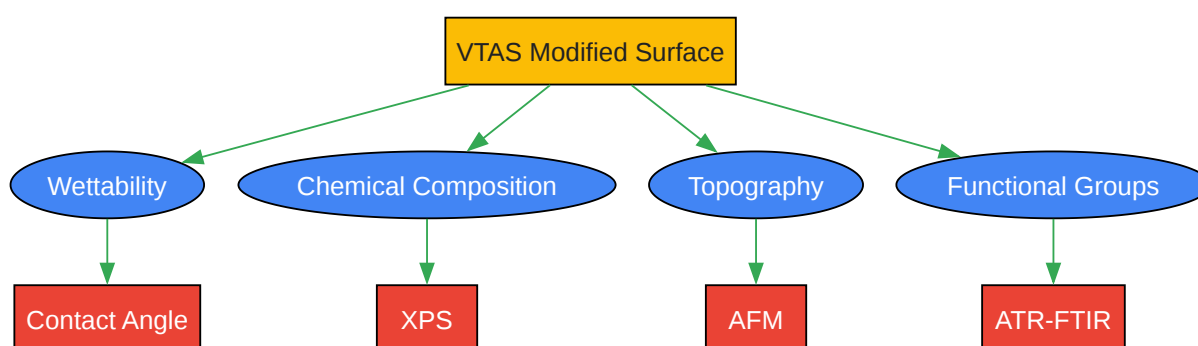 VTAS Modified Surface
Wettability
Chemical Composition
Topography
Functional Groups
Contact Angle
XPS
AFM
ATR-FTIR